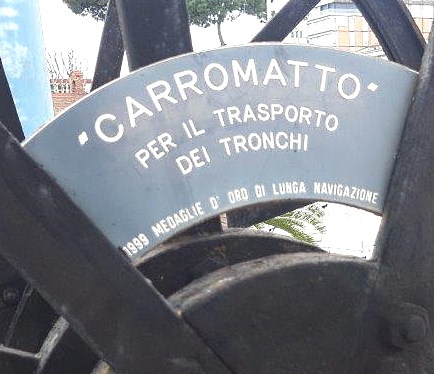 "CARROMATTO"
PER IL TRASPORTO
DEI TRONCHI
1999 MEDAGLIE D' ORO DI LUNGA NAVIGAZIONE